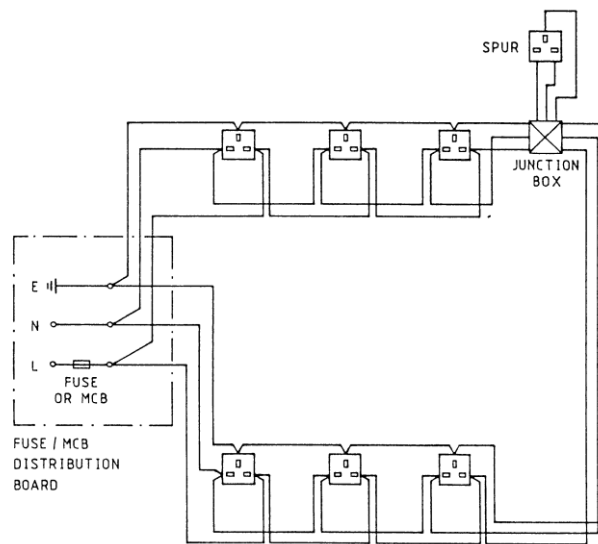 SPUR
JUNCTION
BOX
E
N
L
FUSE
OR MCB
FUSE / MCB
DISTRIBUTION
BOARD